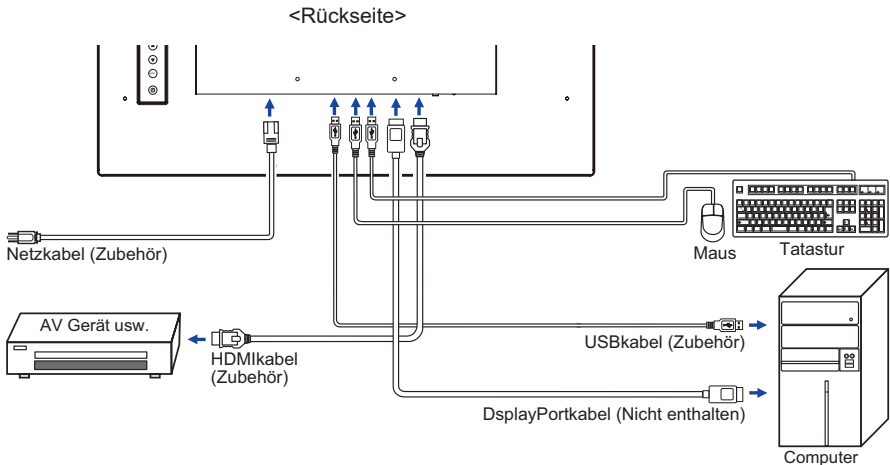 <Rückseite>
Netzkabel (Zubehör)
Maus
Tatastur
AV Gerät usw.
HDMIkabel
(Zubehör)
USBkabel (Zubehör)
DsplayPortkabel (Nicht enthalten)
Computer